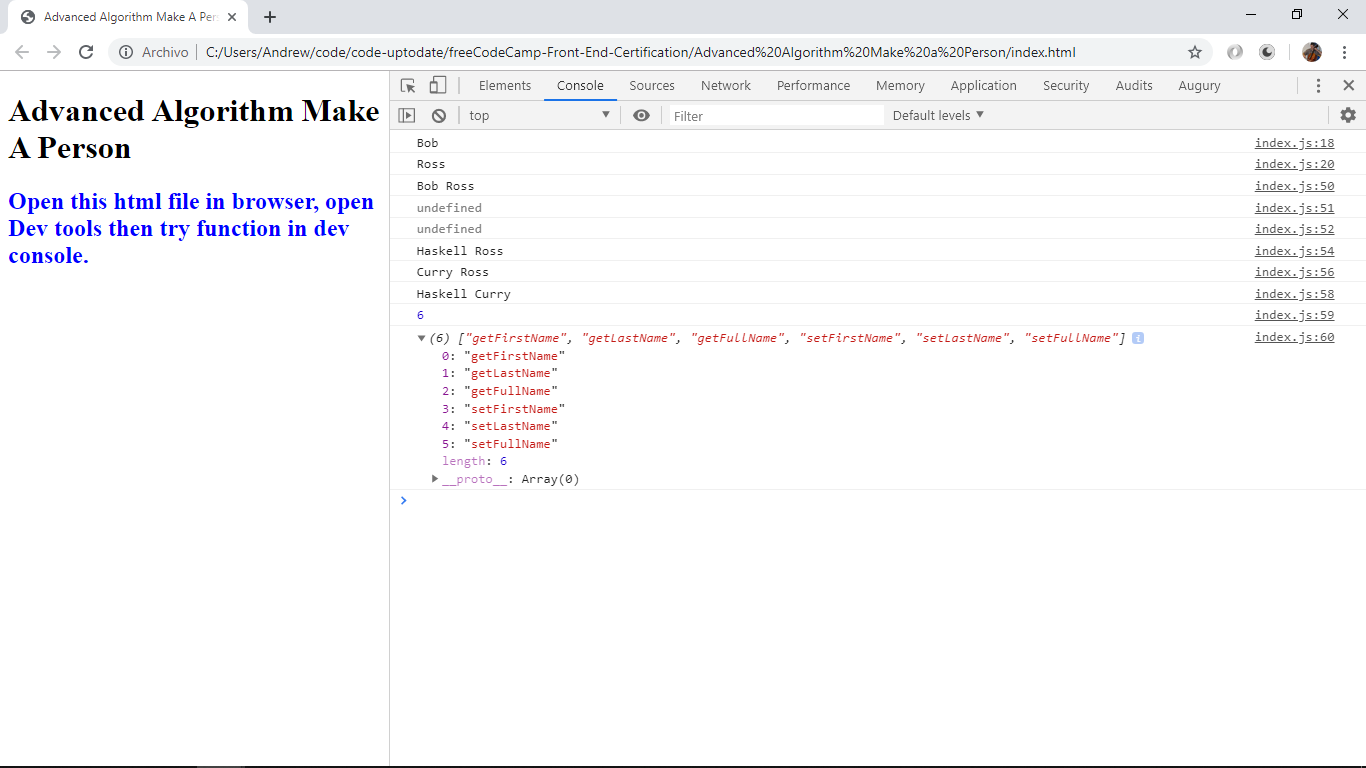 Advanced Algorithm Make A Per
Archivo C:/Users/Andrew/code/code-uptodate/freeCodeCamp-Front-End-Certification/Advanced%20Algorithm%20Make%20a%20Person/index.html
Advanced Algorithm Make
A Person
Open this html file in browser, open
Dev tools then try function in dev
console.
Elements Console Sources Network Performance Memory Application Security Audits Augury
top Filter Default levels
Bob index.js:18
Ross index.js:20
Bob Ross index.js:50
undefined index.js:51
undefined index.js:52
Haskell Ross index.js:54
Curry Ross index.js:56
Haskell Curry index.js:58
6 index.js:59
(6) ["getFirstName", "getLastName", "getFullName", "setFirstName", "setLastName", "setFullName"] i index.js:60
0: "getFirstName"
1: "getLastName"
2: "getFullName"
3: "setFirstName"
4: "setLastName"
5: "setFullName"
length: 6
__proto__: Array(0)